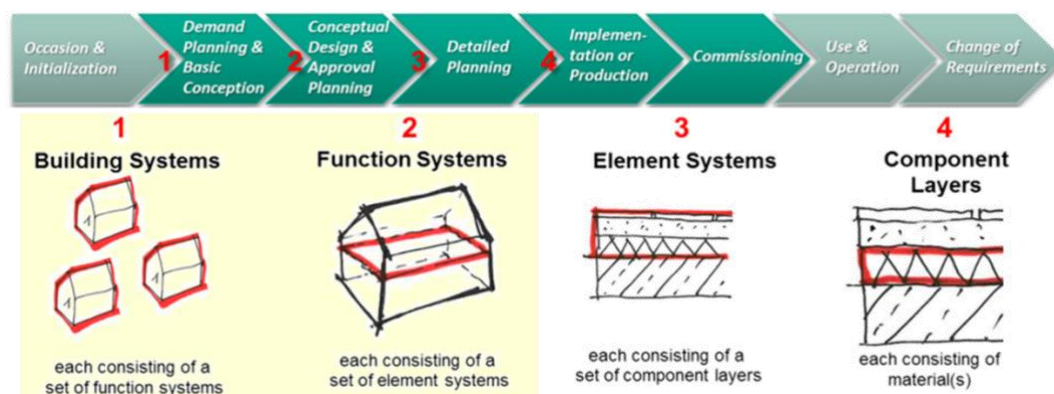 Occasion &
Initialization
1
Demand
Planning &
Basic
Conception
2
Conceptual
Design &
Approval
Planning
3
Detailed
Planning
4
Implemen-
tation or
Production
Commissioning
Use &
Operation
Change of
Requirements
1
Building Systems
each consisting of a
set of function systems
2
Function Systems
each consisting of a
set of element systems
3
Element Systems
each consisting of a
set of component layers
4
Component
Layers
each consisting of
material(s)